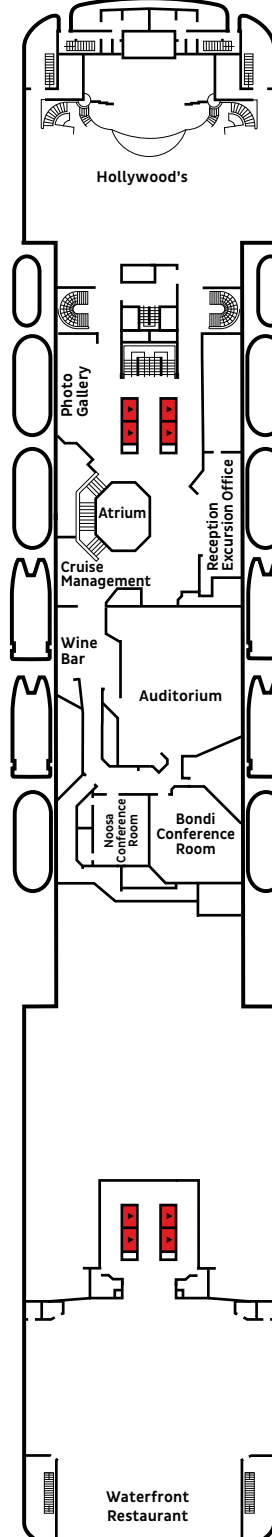 Hollywood's
Photo
Gallery
Atrium
Reception
Excursion Office
Cruise
Management
Wine
Bar
Auditorium
Noosa
Conference
Room
Bondi
Conference
Room
Waterfront
Restaurant